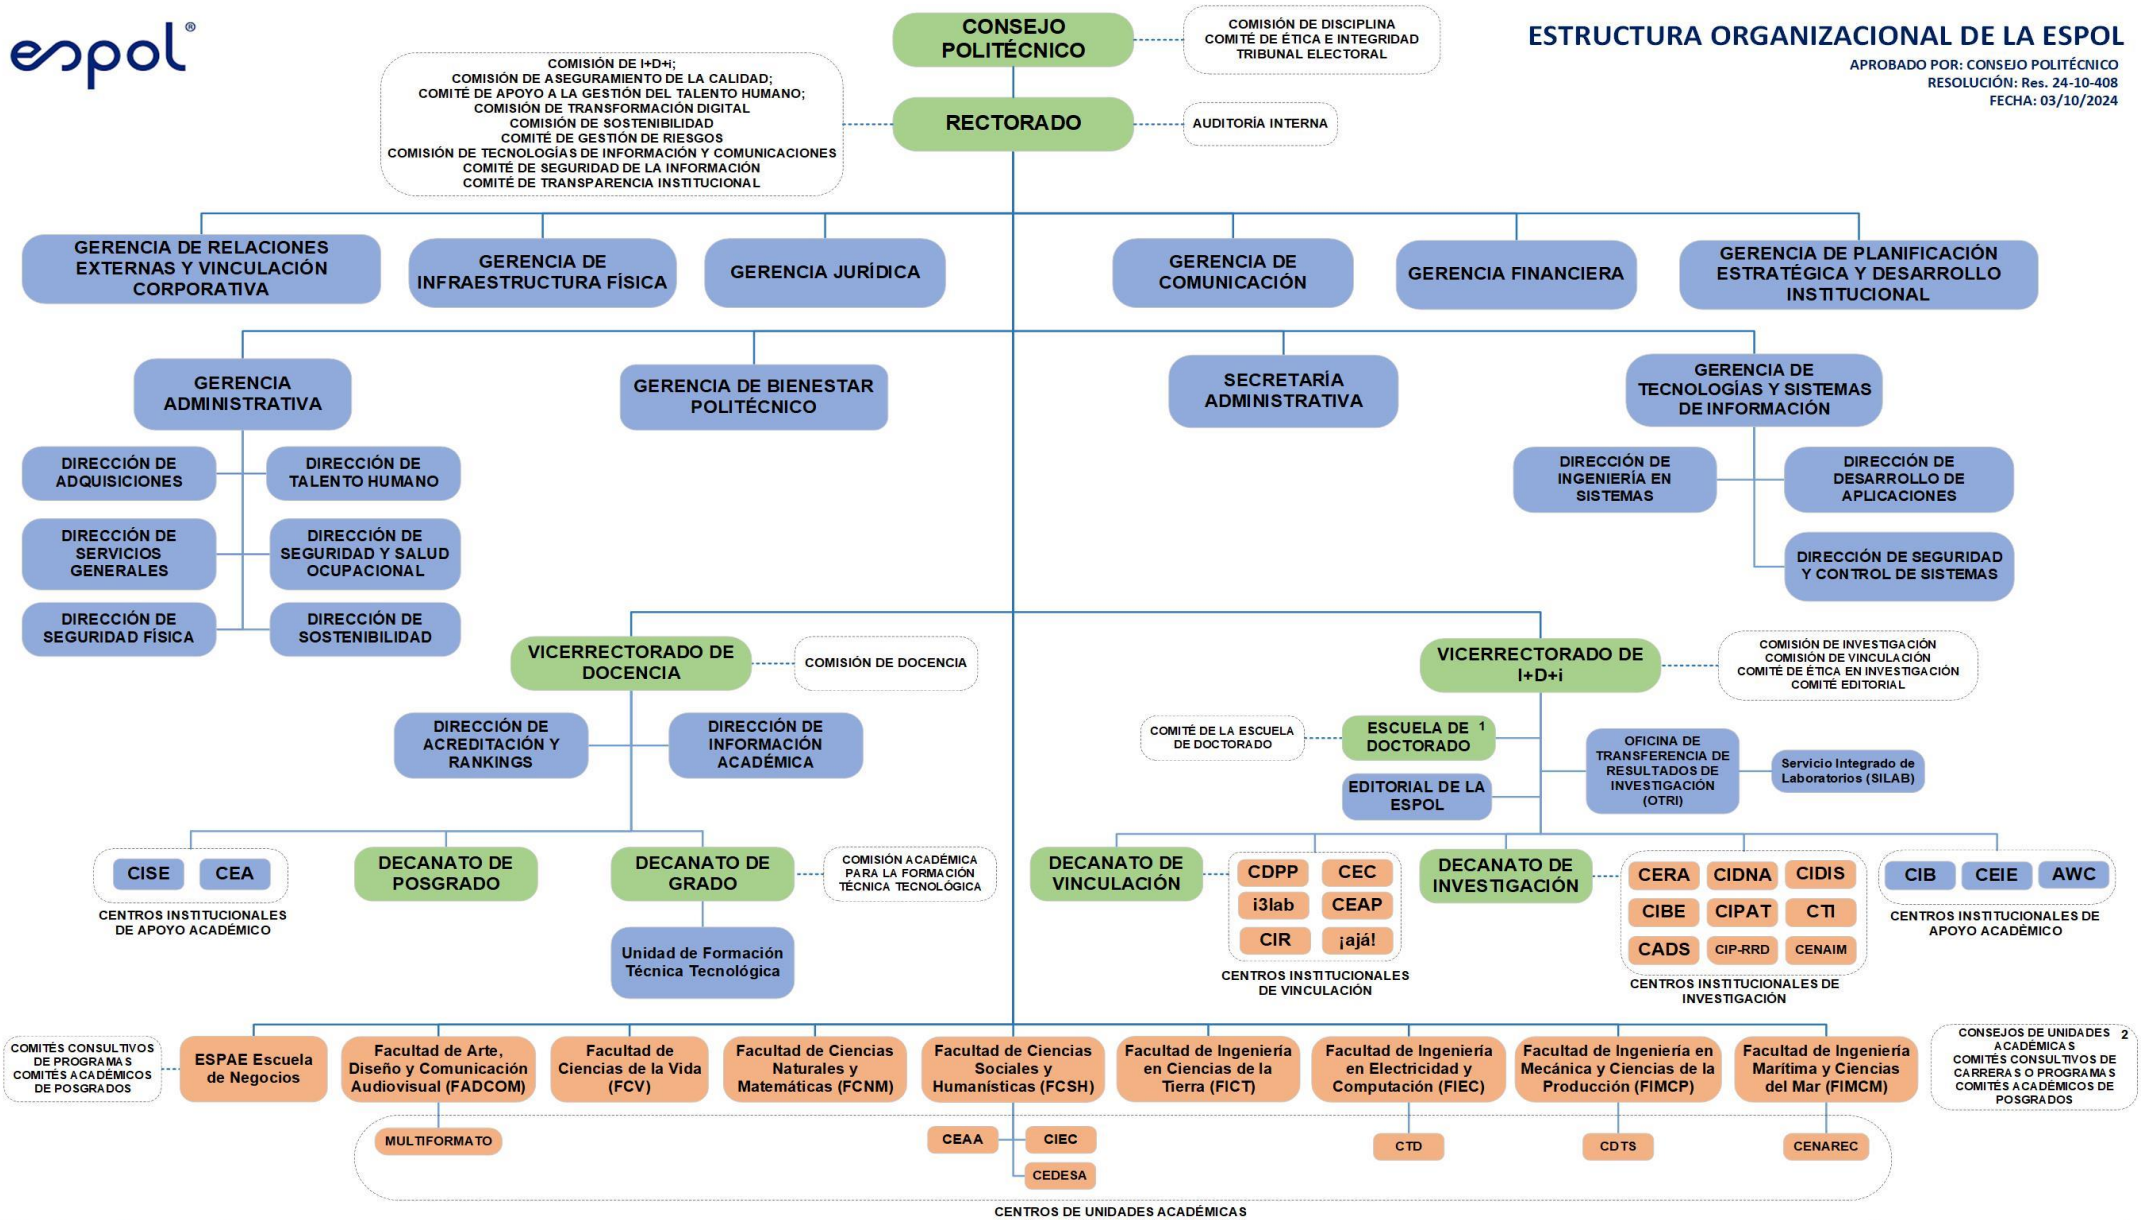 espol®
CONSEJO
POLITÉCNICO
COMISIÓN DE DISCIPLINA
COMITÉ DE ÉTICA E INTEGRIDAD
TRIBUNAL ELECTORAL
ESTRUCTURA ORGANIZACIONAL DE LA ESPOL
APROBADO POR: CONSEJO POLITÉCNICO
RESOLUCIÓN: Res. 24-10-408
FECHA: 03/10/2024
COMISIÓN DE I+D+i;
COMISIÓN DE ASEGURAMIENTO DE LA CALIDAD;
COMITÉ DE APOYO A LA GESTIÓN DEL TALENTO HUMANO;
COMISIÓN DE TRANSFORMACIÓN DIGITAL
COMISIÓN DE SOSTENIBILIDAD
COMITÉ DE GESTIÓN DE RIESGOS
COMISIÓN DE TECNOLOGÍAS DE INFORMACIÓN Y COMUNICACIONES
COMITÉ DE SEGURIDAD DE LA INFORMACIÓN
COMITÉ DE TRANSPARENCIA INSTITUCIONAL
RECTORADO
AUDITORÍA INTERNA
GERENCIA DE RELACIONES
EXTERNAS Y VINCULACIÓN
CORPORATIVA
GERENCIA DE
INFRAESTRUCTURA FÍSICA
GERENCIA JURÍDICA
GERENCIA DE
COMUNICACIÓN
GERENCIA FINANCIERA
GERENCIA DE PLANIFICACIÓN
ESTRATÉGICA Y DESARROLLO
INSTITUCIONAL
GERENCIA
ADMINISTRATIVA
GERENCIA DE BIENESTAR
POLITÉCNICO
SECRETARÍA
ADMINISTRATIVA
GERENCIA DE
TECNOLOGÍAS Y SISTEMAS
DE INFORMACIÓN
DIRECCIÓN DE
ADQUISICIONES
DIRECCIÓN DE
TALENTO HUMANO
DIRECCIÓN DE
SERVICIOS
GENERALES
DIRECCIÓN DE
SEGURIDAD Y SALUD
OCUPACIONAL
DIRECCIÓN DE
SEGURIDAD FÍSICA
DIRECCIÓN DE
SOSTENIBILIDAD
DIRECCIÓN DE
INGENIERÍA EN
SISTEMAS
DIRECCIÓN DE
DESARROLLO DE
APLICACIONES
DIRECCIÓN DE SEGURIDAD
Y CONTROL DE SISTEMAS
VICERRECTORADO DE
DOCENCIA
COMISIÓN DE DOCENCIA
VICERRECTORADO DE
I+D+i
COMISIÓN DE INVESTIGACIÓN
COMISIÓN DE VINCULACIÓN
COMITÉ DE ÉTICA EN INVESTIGACIÓN
COMITÉ EDITORIAL
DIRECCIÓN DE
ACREDITACIÓN Y
RANKINGS
DIRECCIÓN DE
INFORMACIÓN
ACADÉMICA
COMITÉ DE LA ESCUELA
DE DOCTORADO
ESCUELA DE 1
DOCTORADO
EDITORIAL DE LA
ESPOL
OFICINA DE
TRANSFERENCIA DE
RESULTADOS DE
INVESTIGACIÓN
(OTRI)
Servicio Integrado de
Laboratorios (SILAB)
CISE CEA
CENTROS INSTITUCIONALES
DE APOYO ACADÉMICO
DECANATO DE
POSGRADO
DECANATO DE
GRADO
COMISIÓN ACADÉMICA
PARA LA FORMACIÓN
TÉCNICA TECNOLÓGICA
Unidad de Formación
Técnica Tecnológica
DECANATO DE
VINCULACIÓN
CDPP CEC
i3lab CEAP
CIR ¡ajá!
CENTROS INSTITUCIONALES
DE VINCULACIÓN
DECANATO DE
INVESTIGACIÓN
CERA CIDNA CIDIS
CIBE CIPAT CTI
CADS CIP-RRD CENAIM
CENTROS INSTITUCIONALES DE
INVESTIGACIÓN
CIB CEIE AWC
CENTROS INSTITUCIONALES DE
APOYO ACADÉMICO
COMITÉS CONSULTIVOS
DE PROGRAMAS
COMITÉS ACADÉMICOS
DE POSGRADOS
ESPAE Escuela
de Negocios
Facultad de Arte,
Diseño y Comunicación
Audiovisual (FADCOM)
Facultad de
Ciencias de la Vida
(FCV)
Facultad de Ciencias
Naturales y
Matemáticas (FCNM)
Facultad de Ciencias
Sociales y
Humanísticas (FCSH)
Facultad de Ingeniería
en Ciencias de la
Tierra (FICT)
Facultad de Ingeniería
en Electricidad y
Computación (FIEC)
Facultad de Ingeniería en
Mecánica y Ciencias de la
Producción (FIMCP)
Facultad de Ingeniería
Marítima y Ciencias
del Mar (FIMCM)
CONSEJOS DE UNIDADES 2
ACADÉMICAS
COMITÉS CONSULTIVOS DE
CARRERAS O PROGRAMAS
COMITÉS ACADÉMICOS DE
POSGRADOS
MULTIFORMATO
CEAA CIEC
CEDESA
CTD
CDTS
CENAREC
CENTROS DE UNIDADES ACADÉMICAS